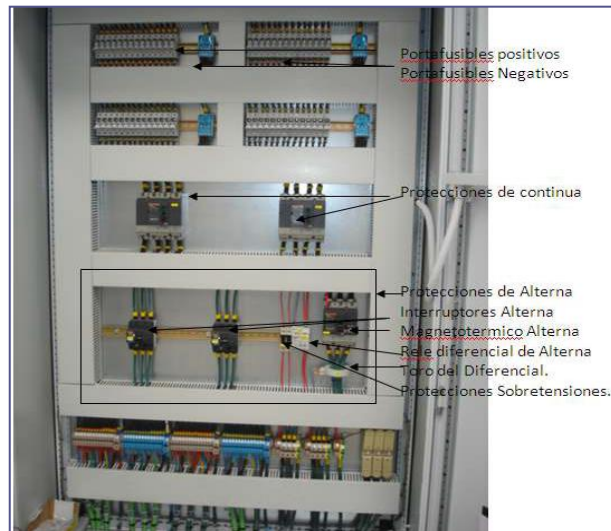 Portafusibles positivos
Portafusibles Negativos
Protecciones de continua
Protecciones de Alterna
Interruptores Alterna
Magnetotermico Alterna
Rele diferencial de Alterna
Toro del Diferencial.
Protecciones Sobretensiones.